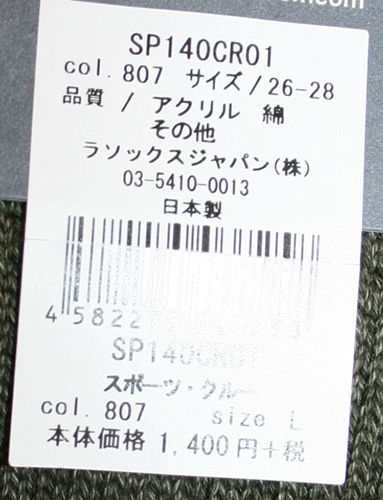 SP140CR01
col. 807 サイズ/26-28
品質 / アクリル 綿
その他
ラソックスジャパン(株)
03-5410-0013
日本製
4 5822
SP140CR01
スポーツ・クルー
col. 807 size L
本体価格 1,400円+税